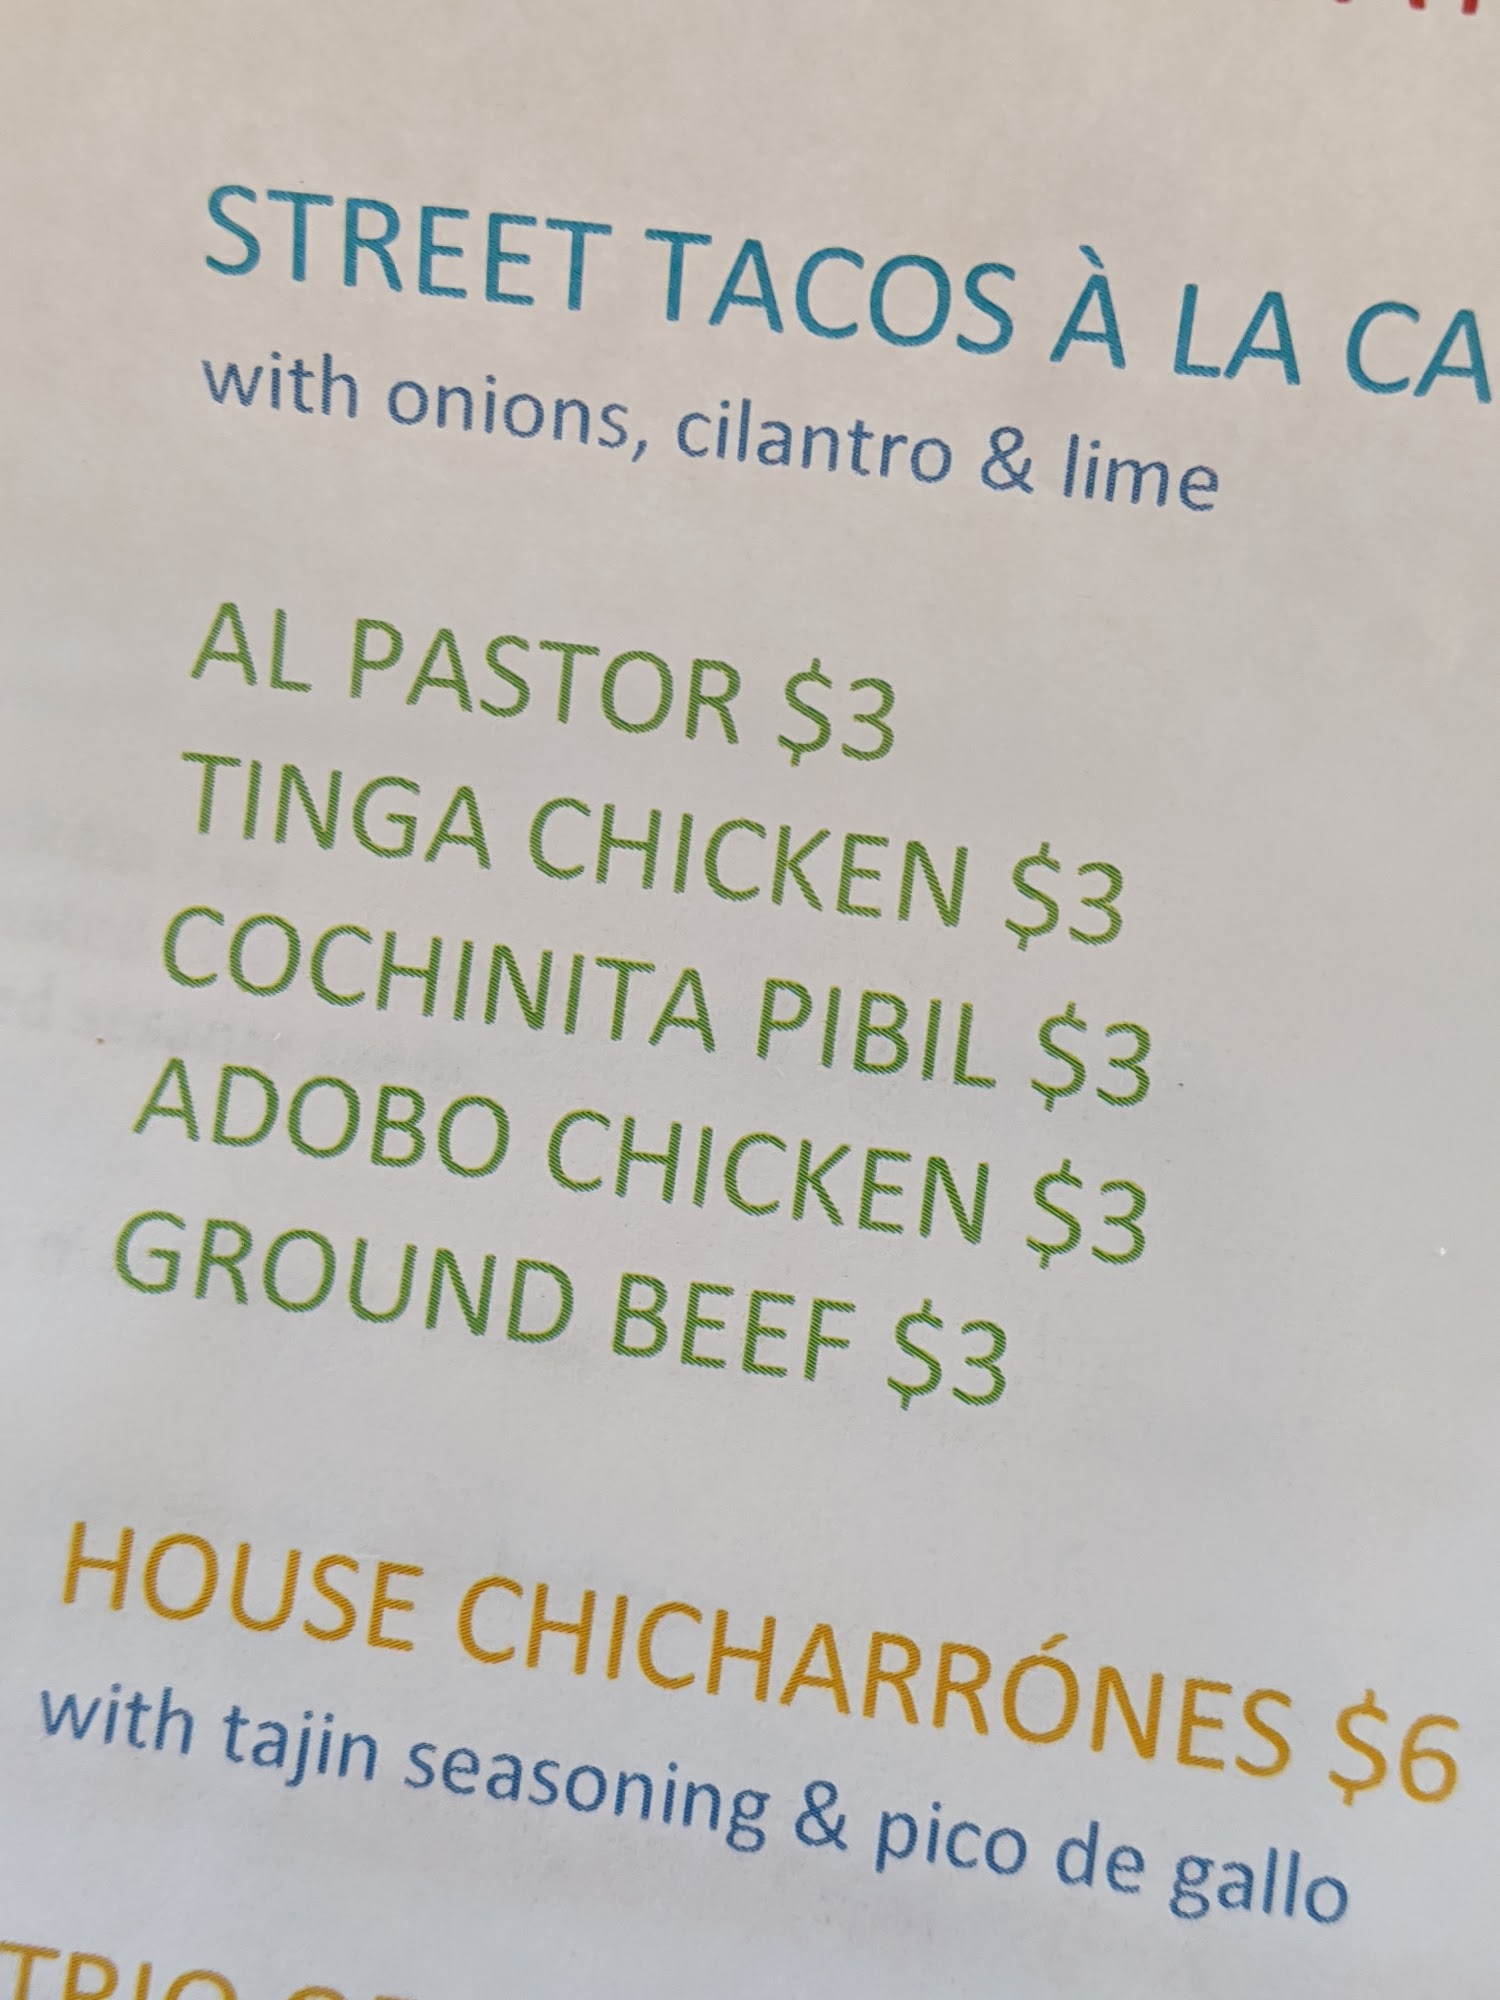 STREET TACOS À LA CA
with onions, cilantro & lime
AL PASTOR $3
TINGA CHICKEN $3
COCHINITA PIBIL $3
ADOBO CHICKEN $3
GROUND BEEF $3
HOUSE CHICHARRÓNES $6
with tajin seasoning & pico de gallo
TRIO